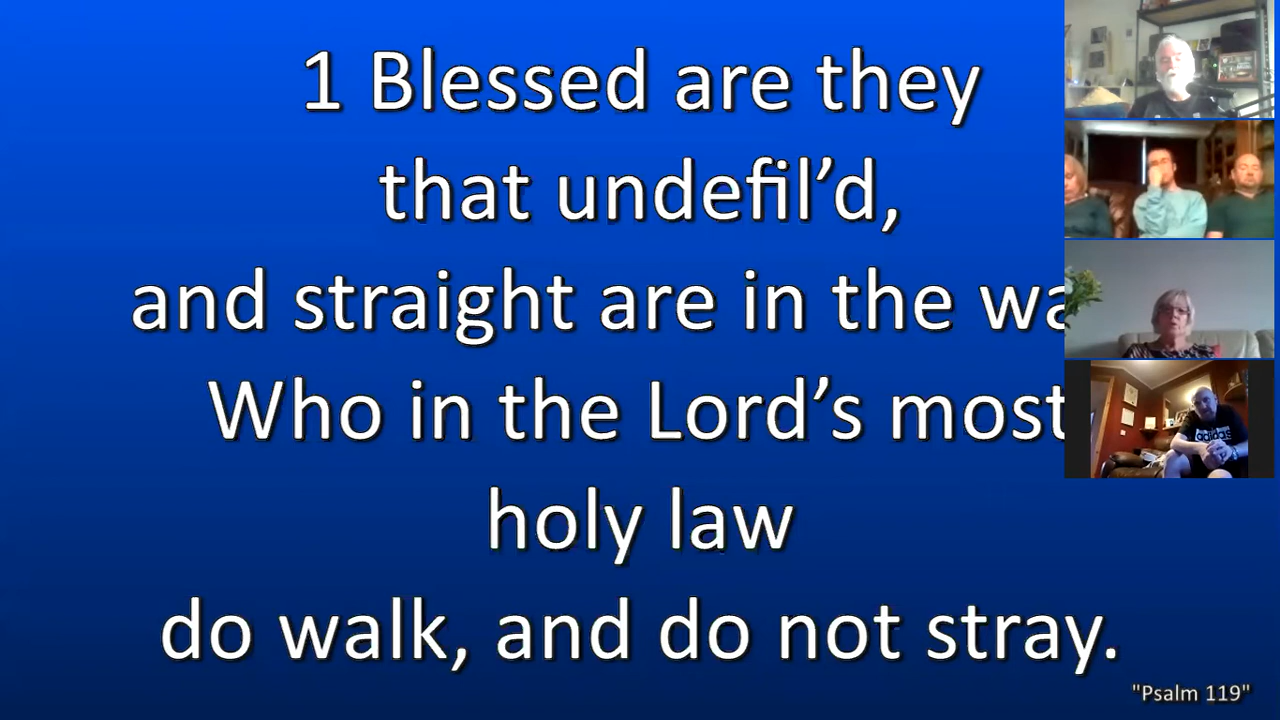 1 Blessed are they
that undefil’d,
and straight are in the wa
Who in the Lord’s most
holy law
do walk, and do not stray.
"Psalm 119"
adidas